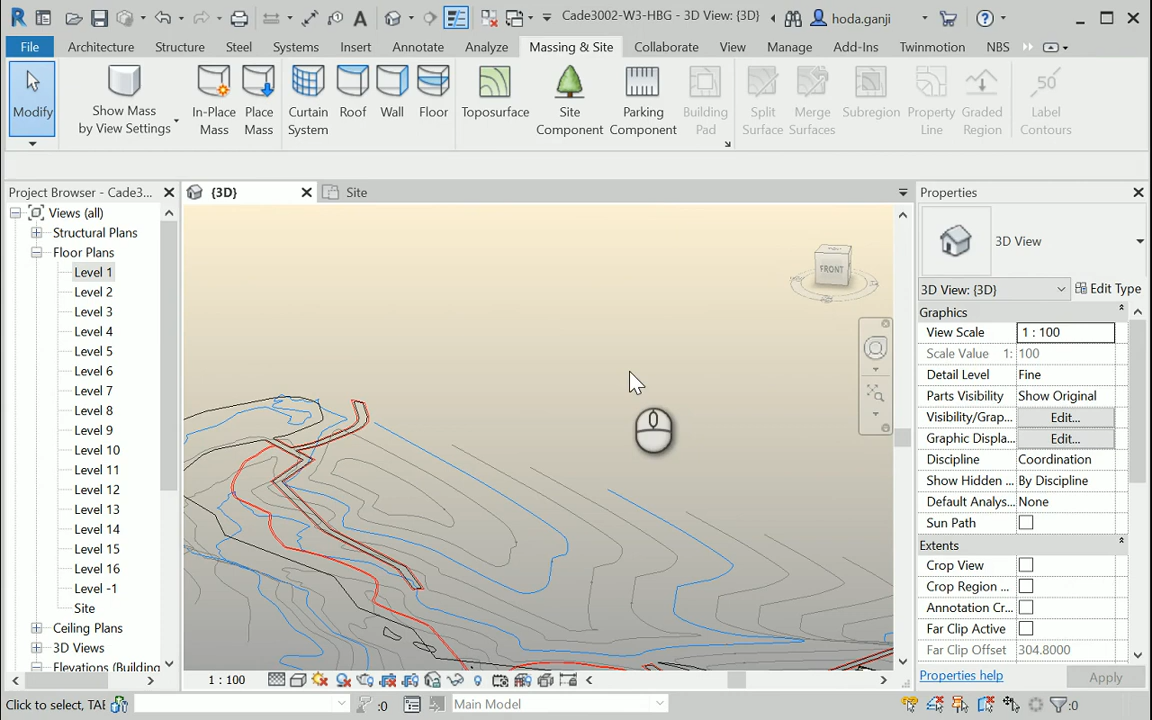 Cade3002-W3-HBG - 3D View: {3D}
hoda.ganji
File Architecture Structure Steel Systems Insert Annotate Analyze Massing & Site Collaborate View Manage Add-Ins Twinmotion NBS
Modify
Show Mass by View Settings
In-Place Mass
Place Mass
Curtain System
Roof
Wall
Floor
Toposurface
Site Component
Parking Component
Building Pad
Split Surface
Merge Surfaces
Subregion
Property Line
Graded Region
50
Label Contours
Project Browser - Cade3...
Views (all)
Structural Plans
Floor Plans
Level 1
Level 2
Level 3
Level 4
Level 5
Level 6
Level 7
Level 8
Level 9
Level 10
Level 11
Level 12
Level 13
Level 14
Level 15
Level 16
Level -1
Site
Ceiling Plans
3D Views
Elevations (Building
{3D}
Site
FRONT
Properties
3D View
3D View: {3D}
Edit Type
Graphics
View Scale 1 : 100
Scale Value 1: 100
Detail Level Fine
Parts Visibility Show Original
Visibility/Grap... Edit...
Graphic Displa... Edit...
Discipline Coordination
Show Hidden ... By Discipline
Default Analys... None
Sun Path
Extents
Crop View
Crop Region ...
Annotation Cr...
Far Clip Active
Far Clip Offset 304.8000
Properties help
Apply
1 : 100
Click to select, TAE
:0
Main Model
:0